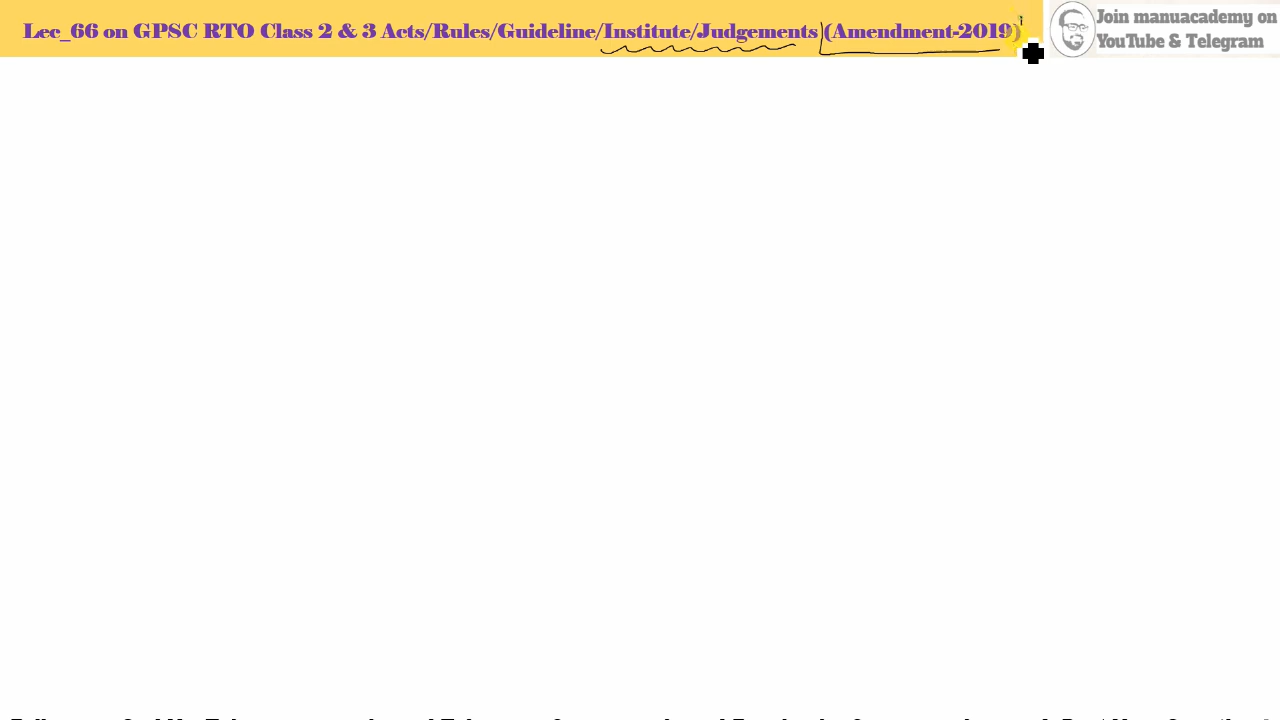 Lec_66 on GPSC RTO Class 2 & 3 Acts/Rules/Guideline/Institute/Judgements (Amendment-2019)
Join manuacademy on
YouTube & Telegram